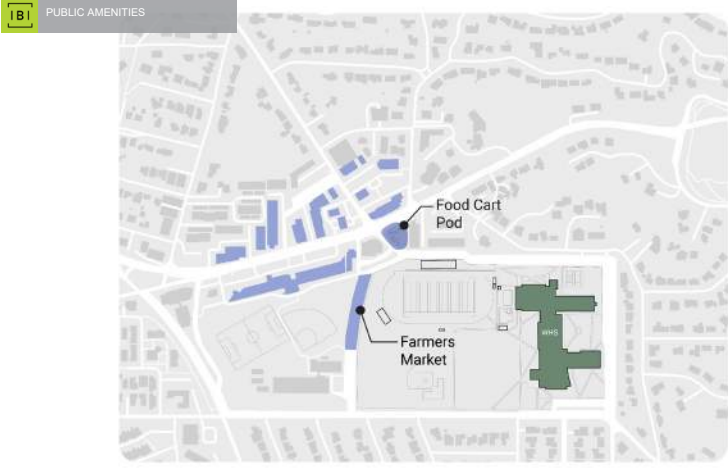 IBI
PUBLIC AMENITIES
Food Cart
Pod
WHS
Farmers
Market